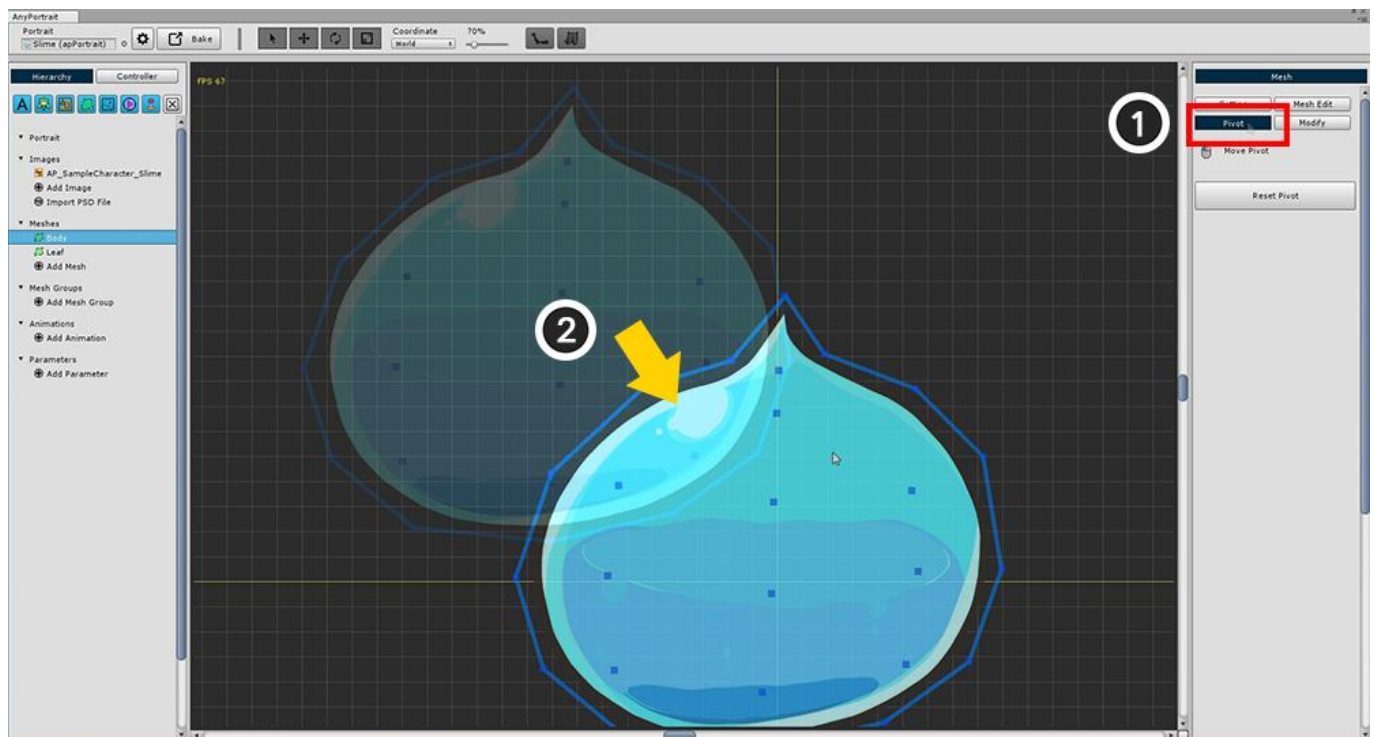 AnyPortrait
Portrait
Slime (apPortrait)
Bake
Coordinate
World
70%
Hierarchy
Controller
FPS 67
Portrait
Images
AP_SampleCharacter_Slime
Add Image
Import PSD File
Meshes
Body
Leaf
Add Mesh
Mesh Groups
Add Mesh Group
Animations
Add Animation
Parameters
Add Parameter
1
2
Mesh
Setting
Mesh Edit
Pivot
Modify
Move Pivot
Reset Pivot